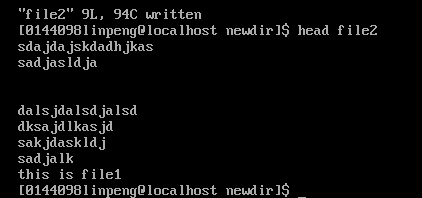 "file2" 9L, 94C written
[0144098linpeng@localhost newdir]$ head file2
sdajdajskdadhjkas
sadjasldja
dalsjdalsdjalsd
dksajdlkasjd
sakjdaskldj
sadjalk
this is file1
[0144098linpeng@localhost newdir]$ _